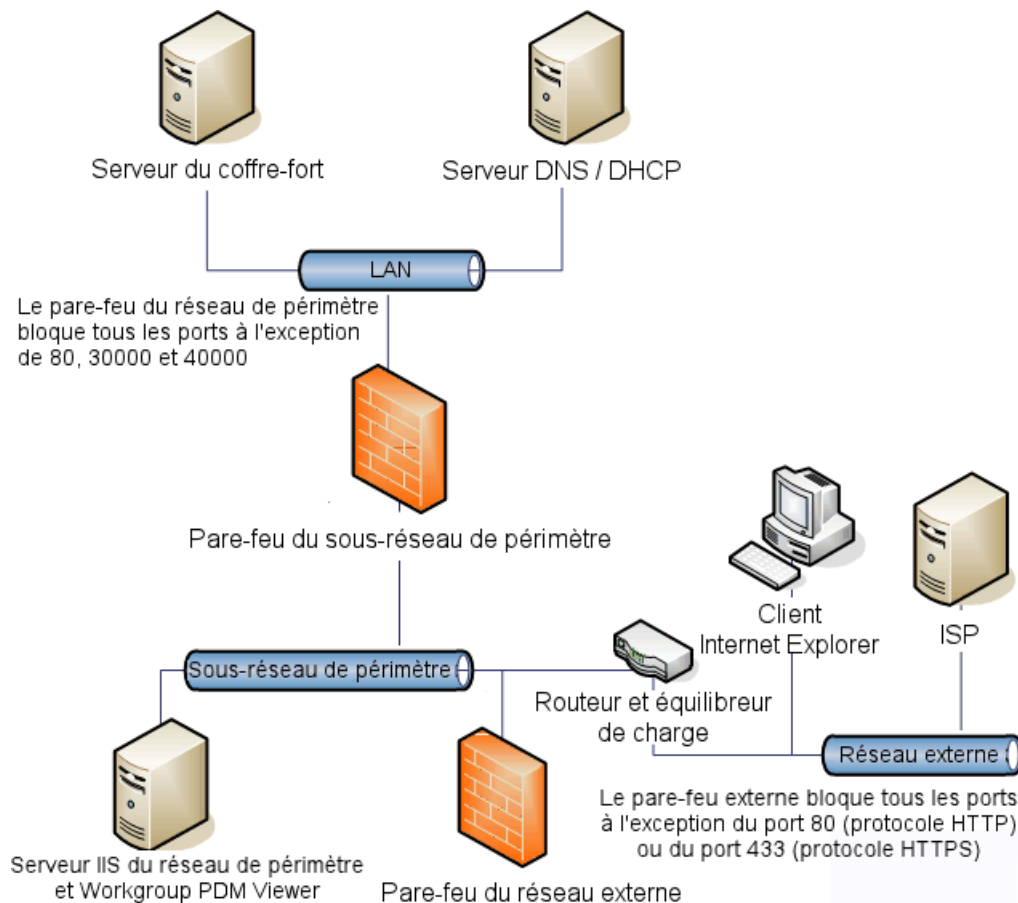 Serveur du coffre-fort
Serveur DNS / DHCP
LAN
Le pare-feu du réseau de périmètre
bloque tous les ports à l'exception
de 80, 30000 et 40000
Pare-feu du sous-réseau de périmètre
Client
Internet Explorer
ISP
Sous-réseau de périmètre
Routeur et équilibreur
de charge
Réseau externe
Le pare-feu externe bloque tous les ports
à l'exception du port 80 (protocole HTTP)
ou du port 433 (protocole HTTPS)
Serveur IIS du réseau de périmètre
et Workgroup PDM Viewer
Pare-feu du réseau externe